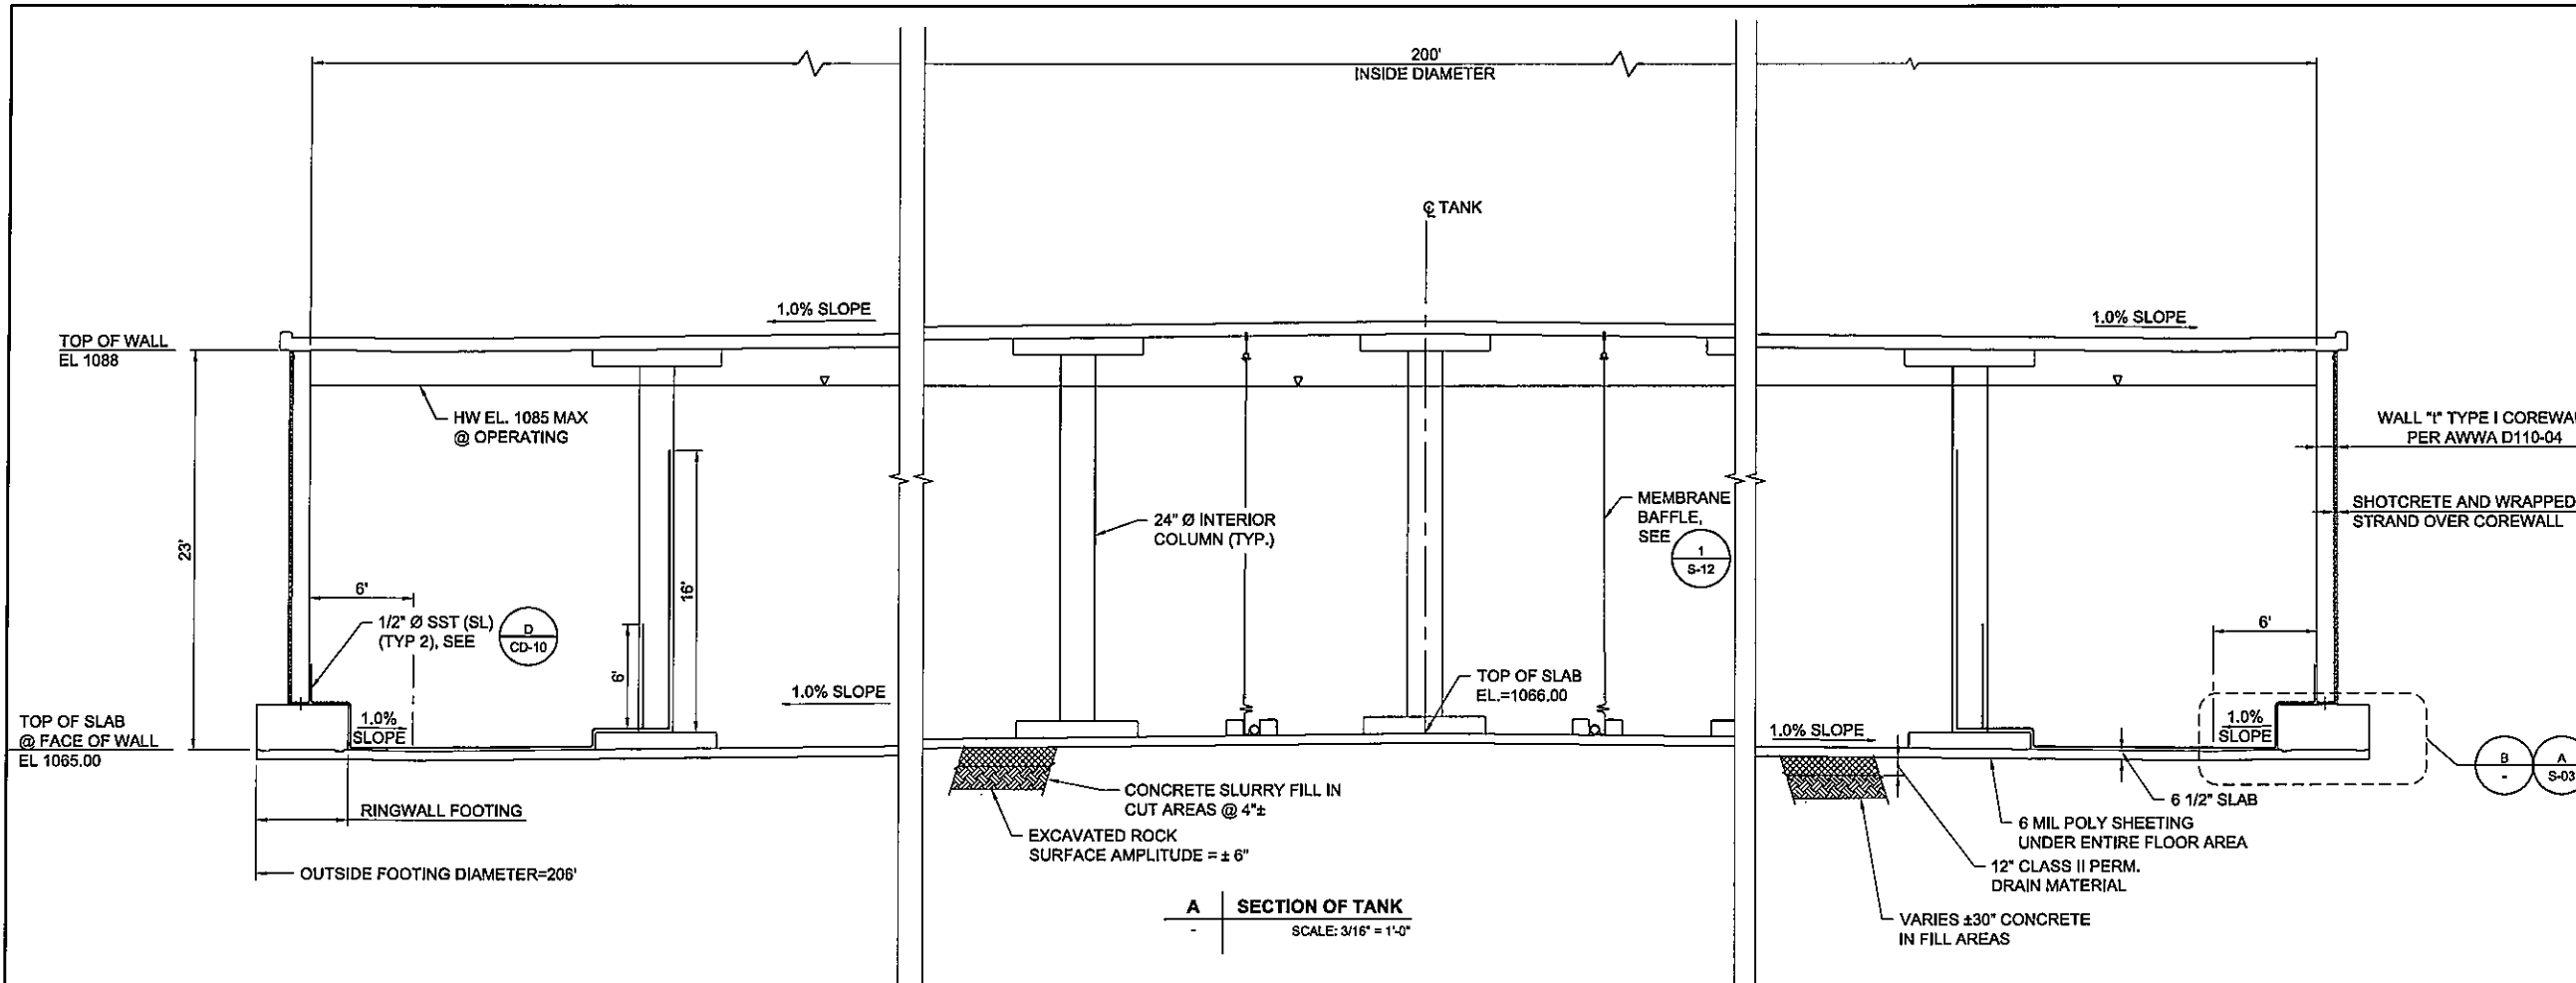 200'
INSIDE DIAMETER
℄ TANK
1.0% SLOPE
1.0% SLOPE
TOP OF WALL
EL 1088
HW EL. 1085 MAX
@ OPERATING
WALL "t" TYPE I COREWA
PER AWWA D110-04
SHOTCRETE AND WRAPPED
STRAND OVER COREWALL
MEMBRANE
BAFFLE,
SEE
1
S-12
24" Ø INTERIOR
COLUMN (TYP.)
23'
16'
6'
6'
6'
1/2" Ø SST (SL)
(TYP 2), SEE
D
CD-10
TOP OF SLAB
EL.=1066.00
1.0% SLOPE
1.0%
SLOPE
1.0% SLOPE
1.0%
SLOPE
TOP OF SLAB
@ FACE OF WALL
EL 1065.00
B
-
A
S-03
RINGWALL FOOTING
CONCRETE SLURRY FILL IN
CUT AREAS @ 4"±
6 1/2" SLAB
EXCAVATED ROCK
SURFACE AMPLITUDE = ± 6"
6 MIL POLY SHEETING
UNDER ENTIRE FLOOR AREA
OUTSIDE FOOTING DIAMETER=206'
12" CLASS II PERM.
DRAIN MATERIAL
VARIES ±30" CONCRETE
IN FILL AREAS
A
-
SECTION OF TANK
SCALE: 3/16" = 1'-0"